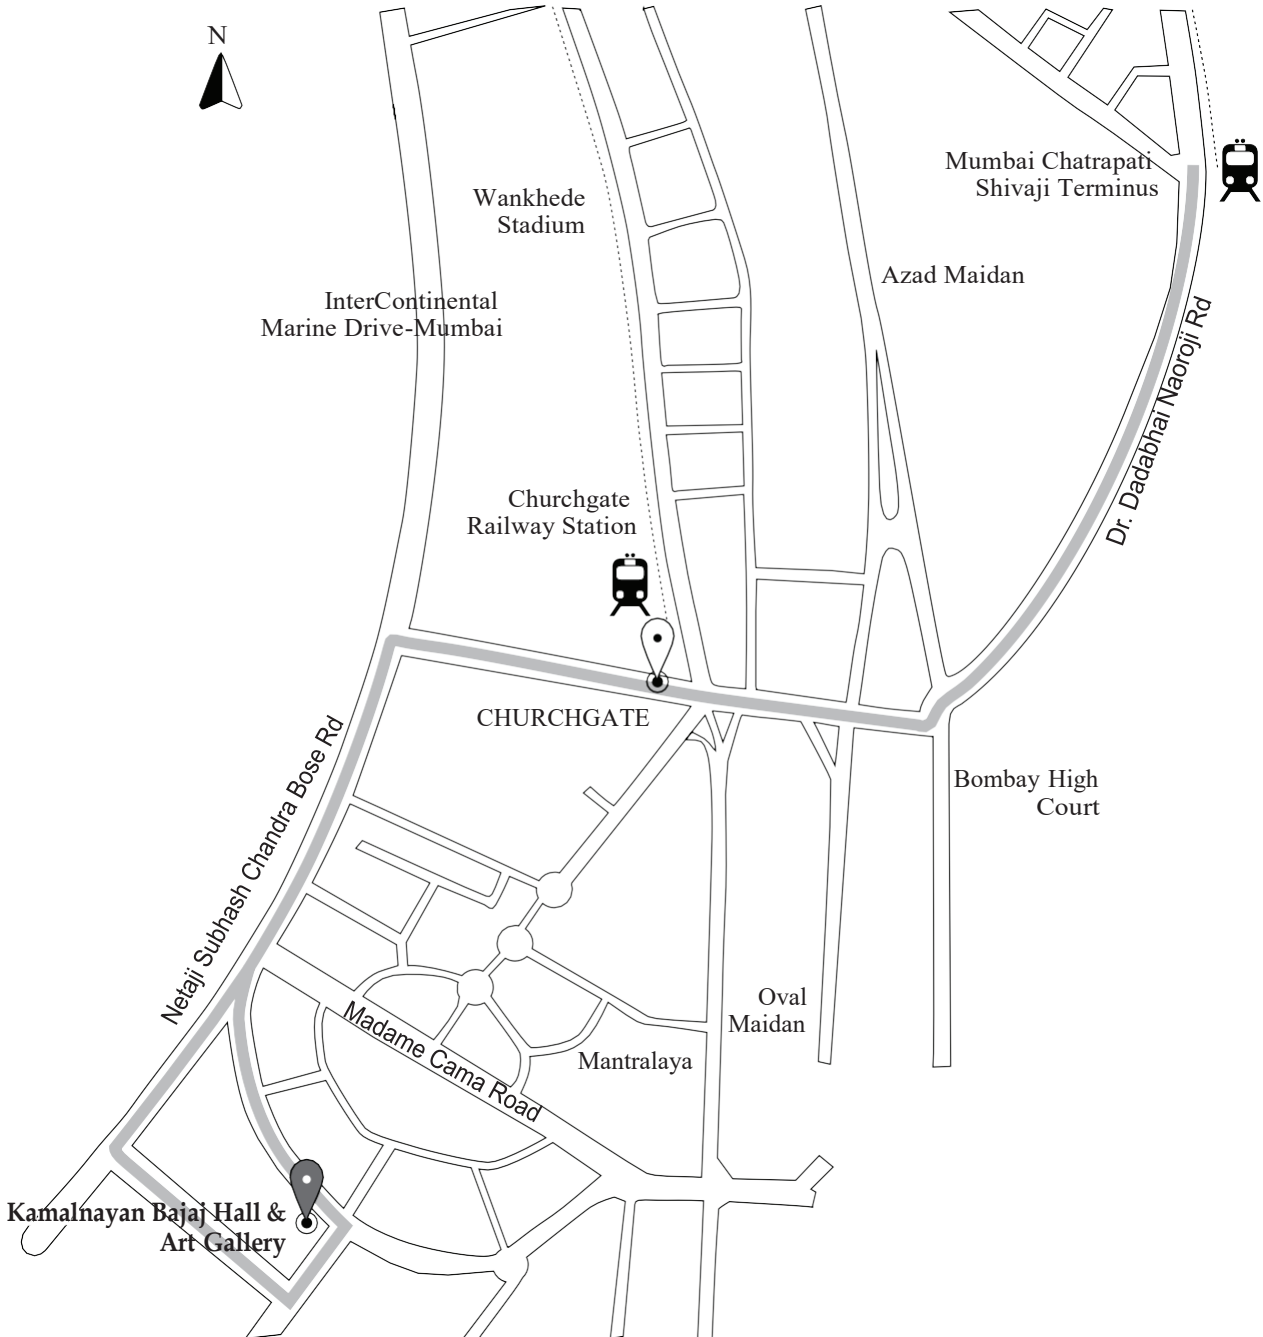 N
Mumbai Chatrapati
Shivaji Terminus
Wankhede
Stadium
Azad Maidan
InterContinental
Marine Drive-Mumbai
Dr. Dadabhai Naoroji Rd
Churchgate
Railway Station
CHURCHGATE
Netaji Subhash Chandra Bose Rd
Bombay High
Court
Oval
Maidan
Madame Cama Road
Mantralaya
Kamalnayan Bajaj Hall &
Art Gallery